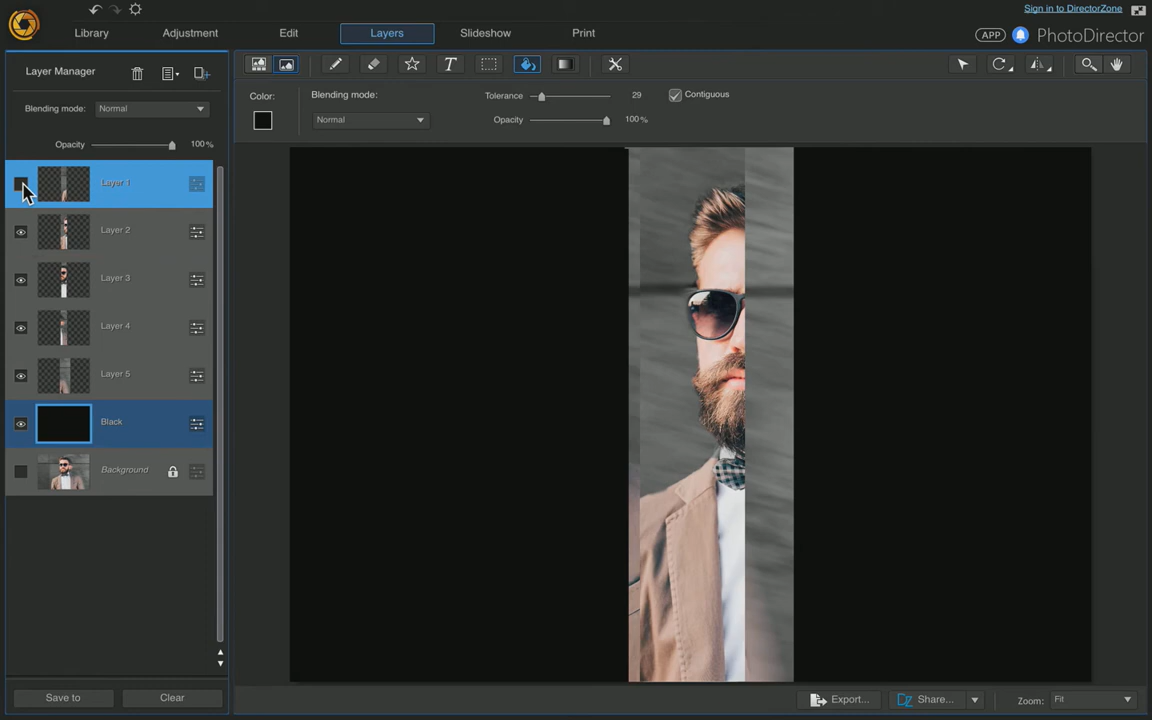 Sign in to DirectorZone
Library
Adjustment
Edit
Layers
Slideshow
Print
APP
PhotoDirector
Layer Manager
Blending mode:
Normal
Opacity
100%
Color:
Blending mode:
Normal
Tolerance
29
Contiguous
Opacity
100%
Layer 1
Layer 2
Layer 3
Layer 4
Layer 5
Black
Background
Save to
Clear
Export...
Share...
Zoom:
Fit